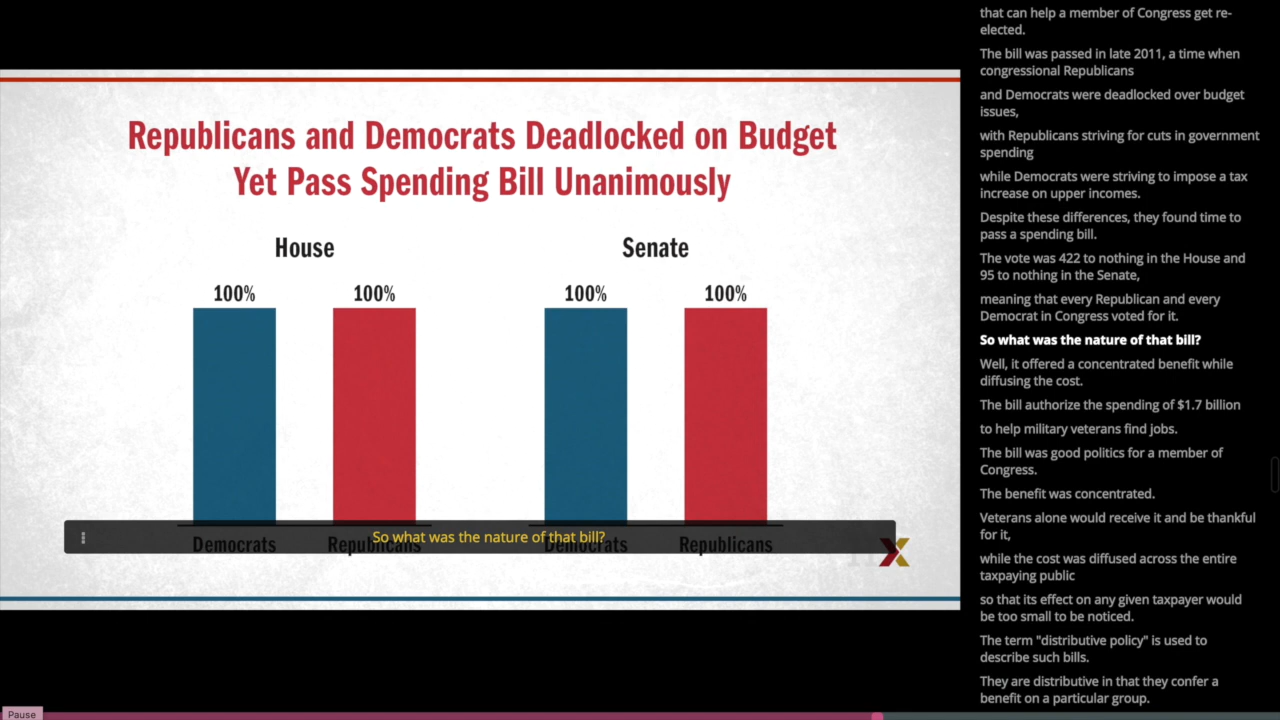 Republicans and Democrats Deadlocked on Budget
Yet Pass Spending Bill Unanimously
House
Senate
100%
100%
100%
100%
Democrats
Republicans
Democrats
Republicans
So what was the nature of that bill?
Pause
that can help a member of Congress get re-
elected.
The bill was passed in late 2011, a time when
congressional Republicans
and Democrats were deadlocked over budget
issues,
with Republicans striving for cuts in government
spending
while Democrats were striving to impose a tax
increase on upper incomes.
Despite these differences, they found time to
pass a spending bill.
The vote was 422 to nothing in the House and
95 to nothing in the Senate,
meaning that every Republican and every
Democrat in Congress voted for it.
So what was the nature of that bill?
Well, it offered a concentrated benefit while
diffusing the cost.
The bill authorize the spending of $1.7 billion
to help military veterans find jobs.
The bill was good politics for a member of
Congress.
The benefit was concentrated.
Veterans alone would receive it and be thankful
for it,
while the cost was diffused across the entire
taxpaying public
so that its effect on any given taxpayer would
be too small to be noticed.
The term "distributive policy" is used to
describe such bills.
They are distributive in that they confer a
benefit on a particular group.